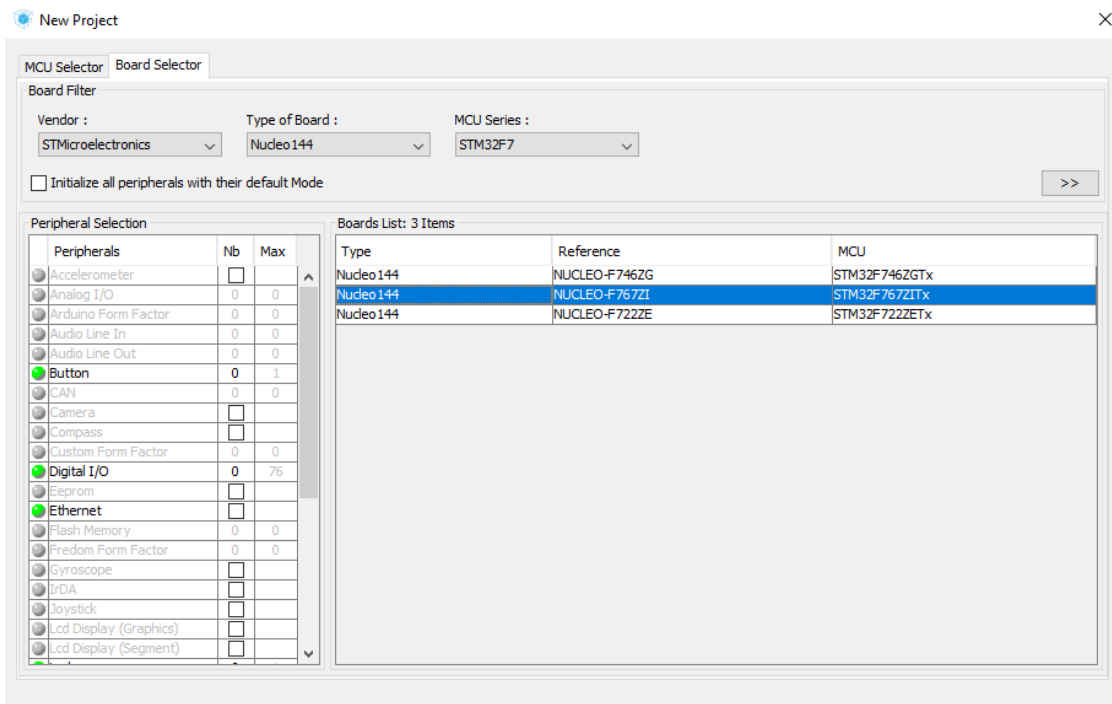 New Project
MCU Selector Board Selector
Board Filter
Vendor : Type of Board : MCU Series :
STMicroelectronics Nucleo144 STM32F7
Initialize all peripherals with their default Mode >>
Peripheral Selection Boards List: 3 Items
Peripherals Nb Max Type Reference MCU
Accelerometer Nucleo144 NUCLEO-F746ZG STM32F746ZGTx
Analog I/O 0 0 Nucleo144 NUCLEO-F767ZI STM32F767ZITx
Arduino Form Factor 0 0 Nucleo144 NUCLEO-F722ZE STM32F722ZETx
Audio Line In 0 0
Audio Line Out 0 0
Button 0 1
CAN 0 0
Camera
Compass
Custom Form Factor 0 0
Digital I/O 0 76
Eeprom
Ethernet
Flash Memory 0 0
Fredom Form Factor 0 0
Gyroscope
IrDA
Joystick
Lcd Display (Graphics)
Lcd Display (Segment)